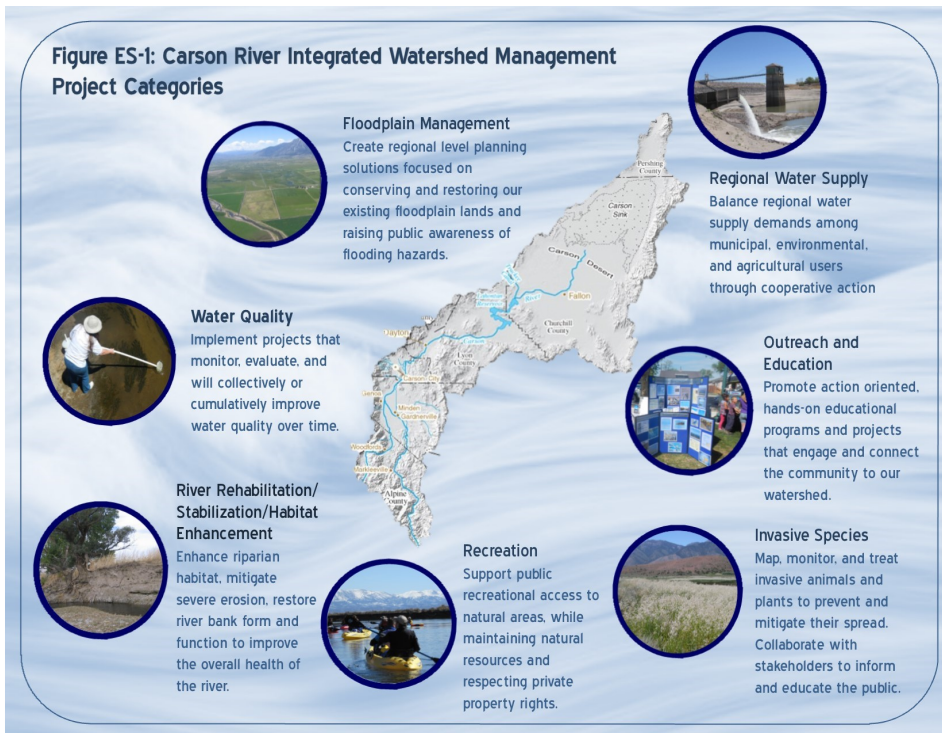 Figure ES-1: Carson River Integrated Watershed Management
Project Categories
Floodplain Management
Create regional level planning
solutions focused on
conserving and restoring our
existing floodplain lands and
raising public awareness of
flooding hazards.
Regional Water Supply
Balance regional water
supply demands among
municipal, environmental,
and agricultural users
through cooperative action
Water Quality
Implement projects that
monitor, evaluate, and
will collectively or
cumulatively improve
water quality over time.
Outreach and
Education
Promote action oriented,
hands-on educational
programs and projects
that engage and connect
the community to our
watershed.
River Rehabilitation/
Stabilization/Habitat
Enhancement
Enhance riparian
habitat, mitigate
severe erosion, restore
river bank form and
function to improve
the overall health of
the river.
Recreation
Support public
recreational access to
natural areas, while
maintaining natural
resources and
respecting private
property rights.
Invasive Species
Map, monitor, and treat
invasive animals and
plants to prevent and
mitigate their spread.
Collaborate with
stakeholders to inform
and educate the public.
Pershing
County
Carson
Sink
Carson Desert
River
Fallon
Churchill
County
Dayton
Carson
Lyon
County
Carson City
Genoa
Minden
Gardnerville
Woodfords
Markleeville
Alpine
County